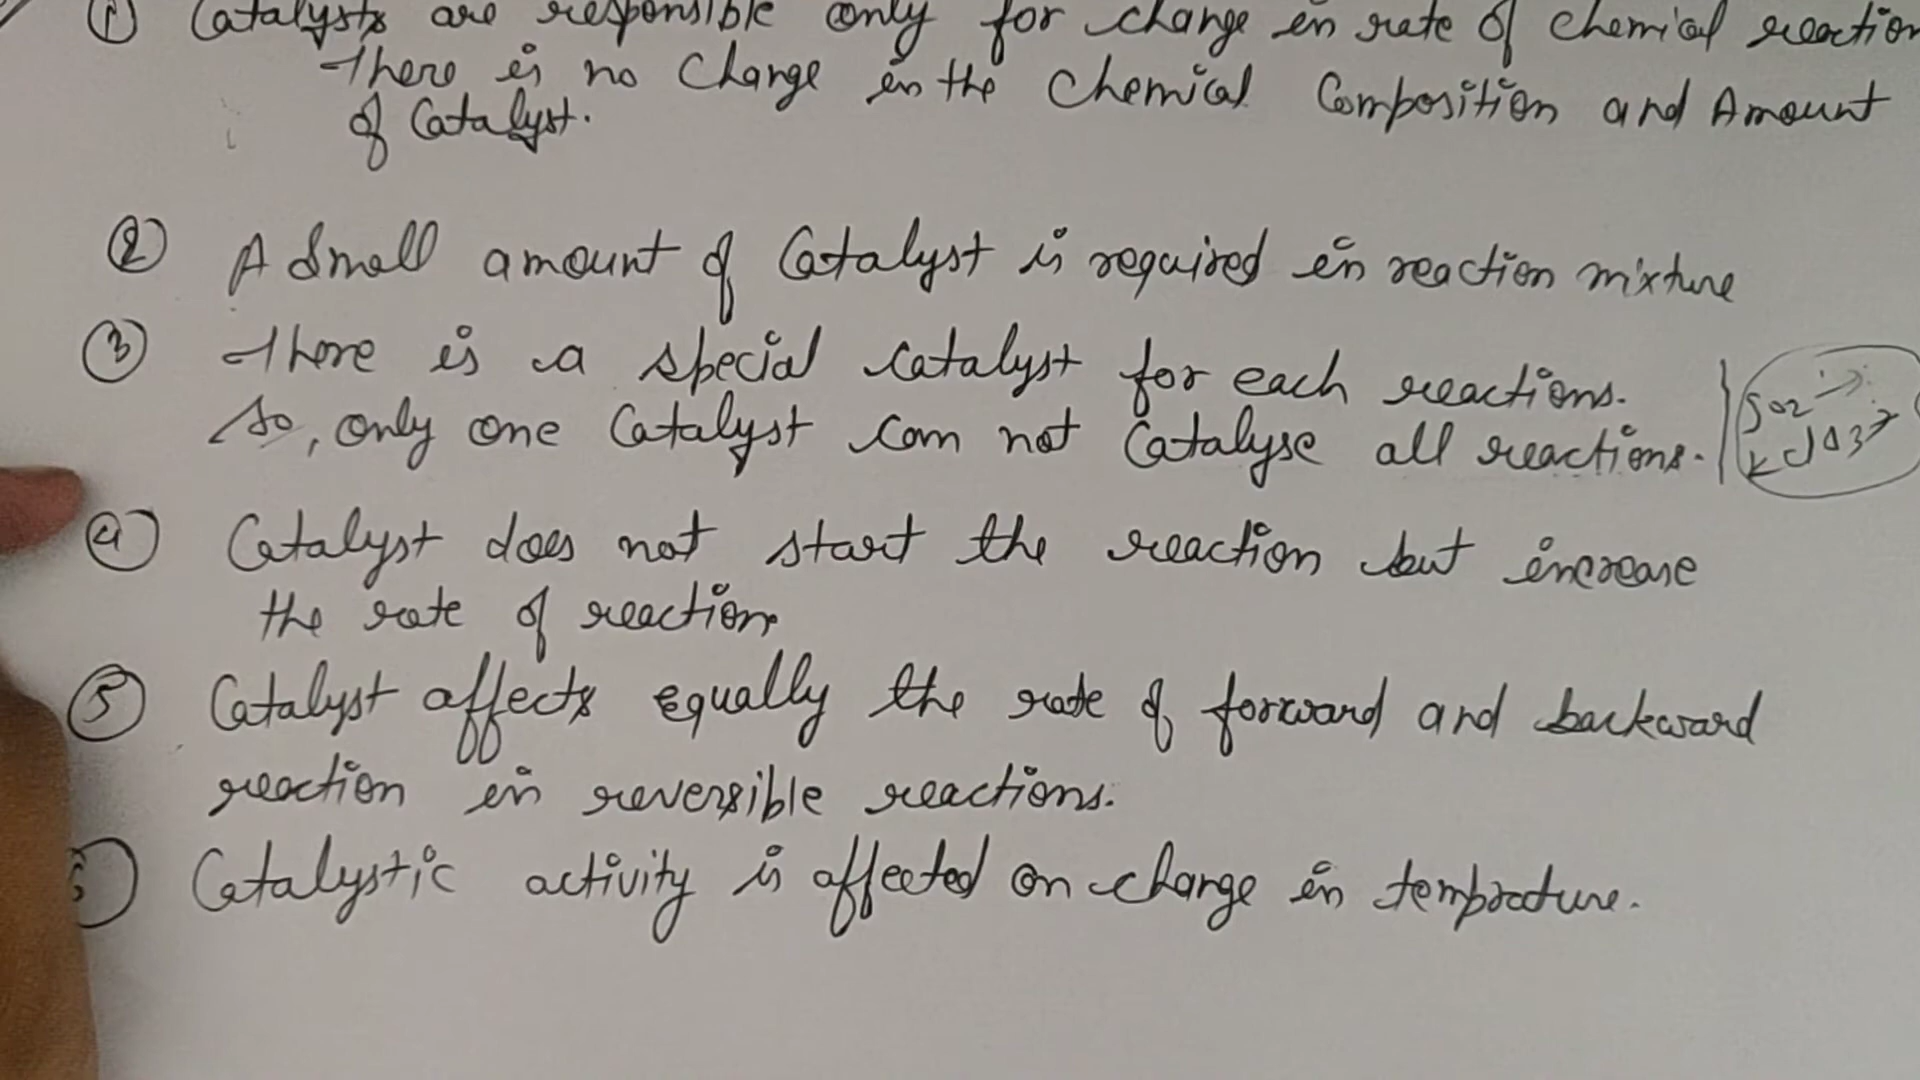 ① Catalysts are responsible only for change in rate of chemical reaction
There is no Change in the Chemical Composition and Amount
of Catalyst.
② A Small amount of Catalyst is required in reaction mixture
③ There is a special catalyst for each reactions.
So, only one Catalyst can not Catalyse all reactions.
SO2 →
KClO3 →
④ Catalyst does not start the reaction but increase
the rate of reaction
⑤ Catalyst affects equally the rate of forward and backward
reaction in reversible reactions.
⑥ Catalystic activity is affected on change in temprature.